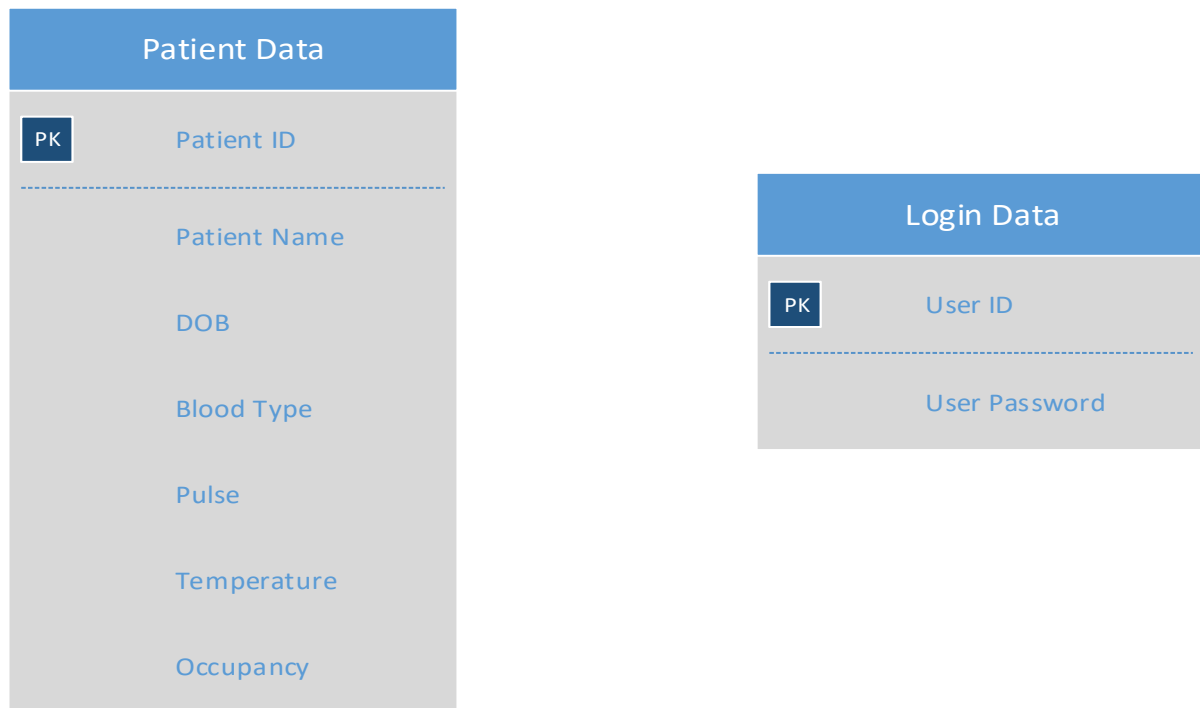 Patient Data
PK Patient ID
Patient Name
DOB
Blood Type
Pulse
Temperature
Occupancy
Login Data
PK User ID
User Password